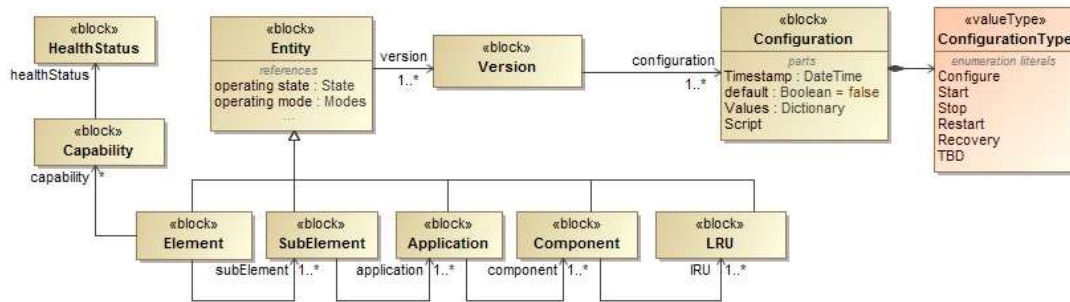 «block»
HealthStatus
healthStatus
«block»
Capability
capability
*
«block»
Entity
references
operating state : State
operating mode : Modes
...
version
1..*
«block»
Version
configuration
1..*
«block»
Configuration
parts
Timestamp : DateTime
default : Boolean = false
Values : Dictionary
Script
«valueType»
ConfigurationType
enumeration literals
Configure
Start
Stop
Restart
Recovery
TBD
«block»
Element
«block»
SubElement
subElement
1..*
«block»
Application
application
1..*
«block»
Component
component
1..*
«block»
LRU
lRU
1..*